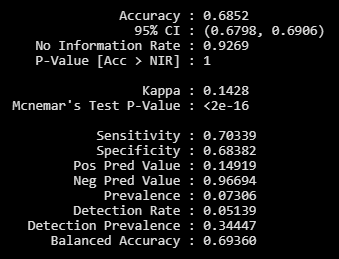 Accuracy : 0.6852
95% CI : (0.6798, 0.6906)
No Information Rate : 0.9269
P-Value [Acc > NIR] : 1
Kappa : 0.1428
Mcnemar's Test P-Value : <2e-16
Sensitivity : 0.70339
Specificity : 0.68382
Pos Pred Value : 0.14919
Neg Pred Value : 0.96694
Prevalence : 0.07306
Detection Rate : 0.05139
Detection Prevalence : 0.34447
Balanced Accuracy : 0.69360